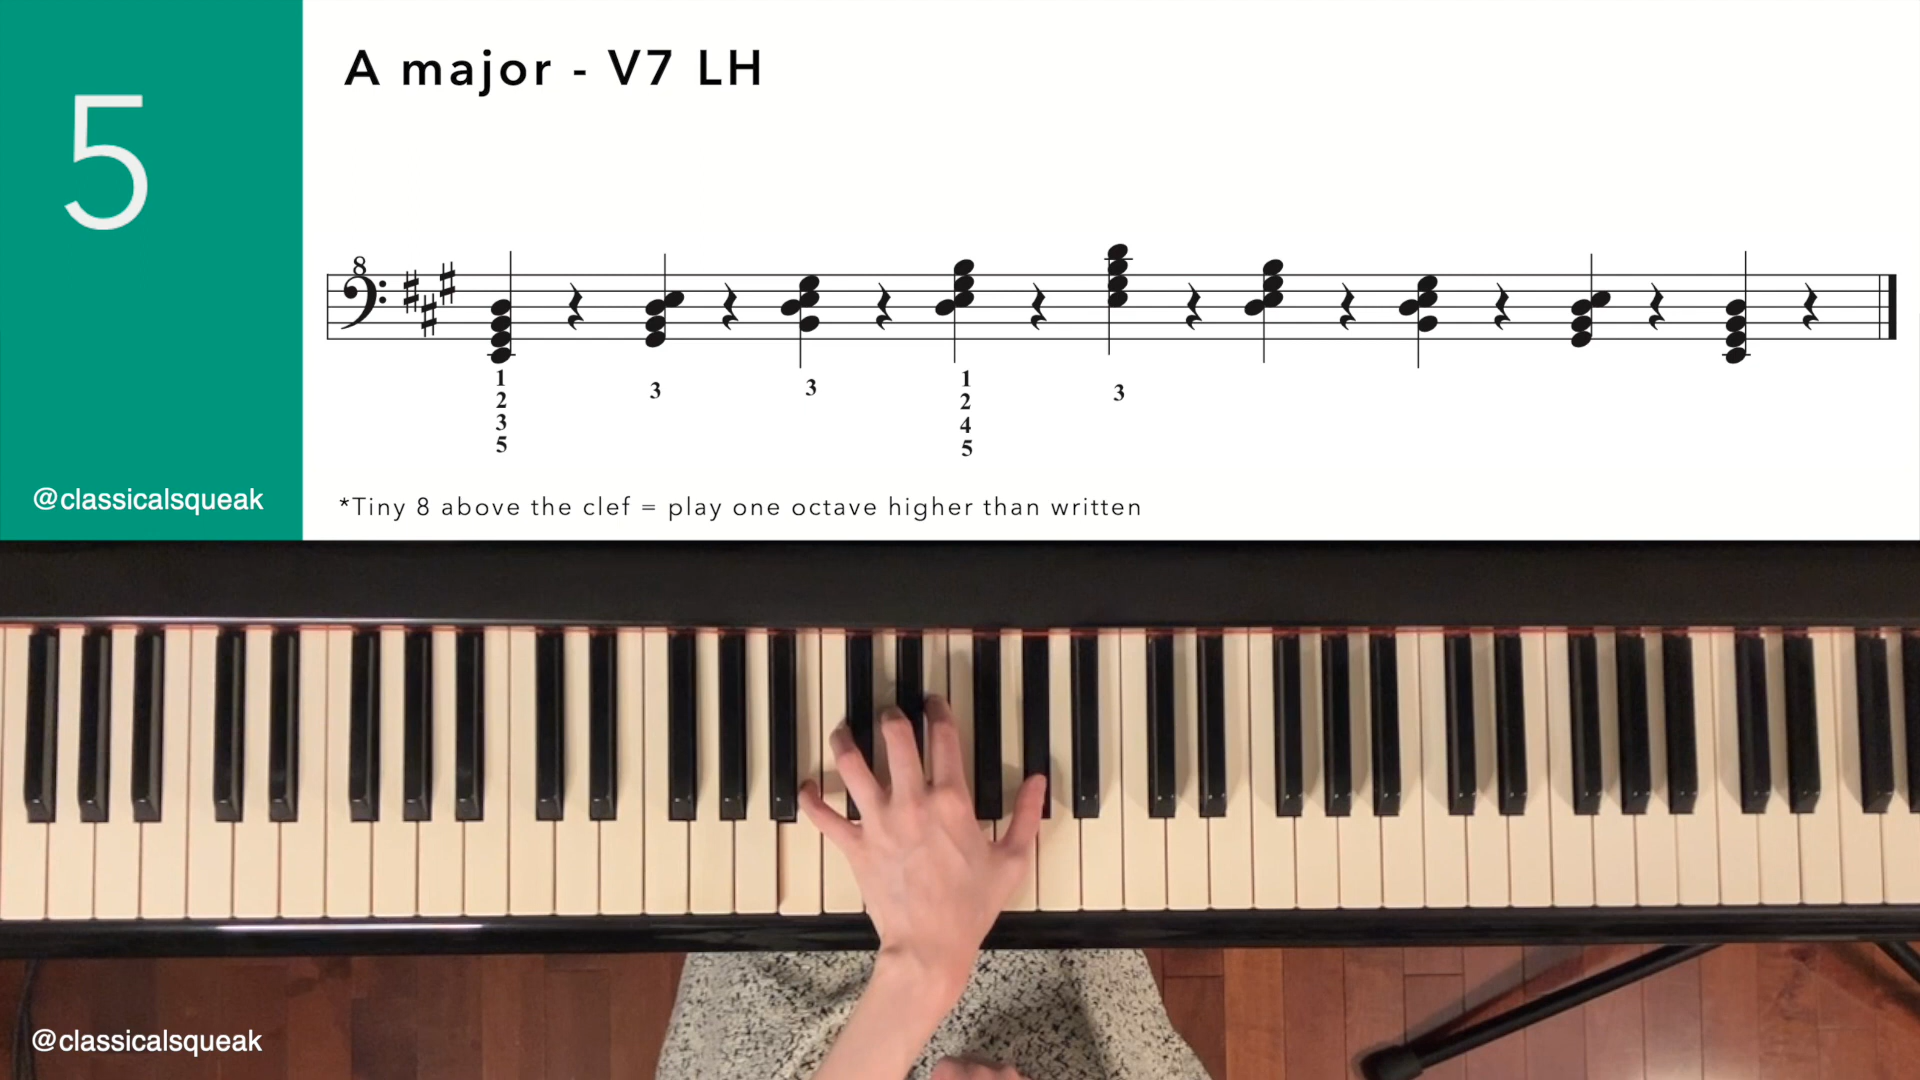 5
A major - V7 LH
8
1 3 3 1 3
2 2
3 4
5 5
@classicalsqueak
*Tiny 8 above the clef = play one octave higher than written
@classicalsqueak